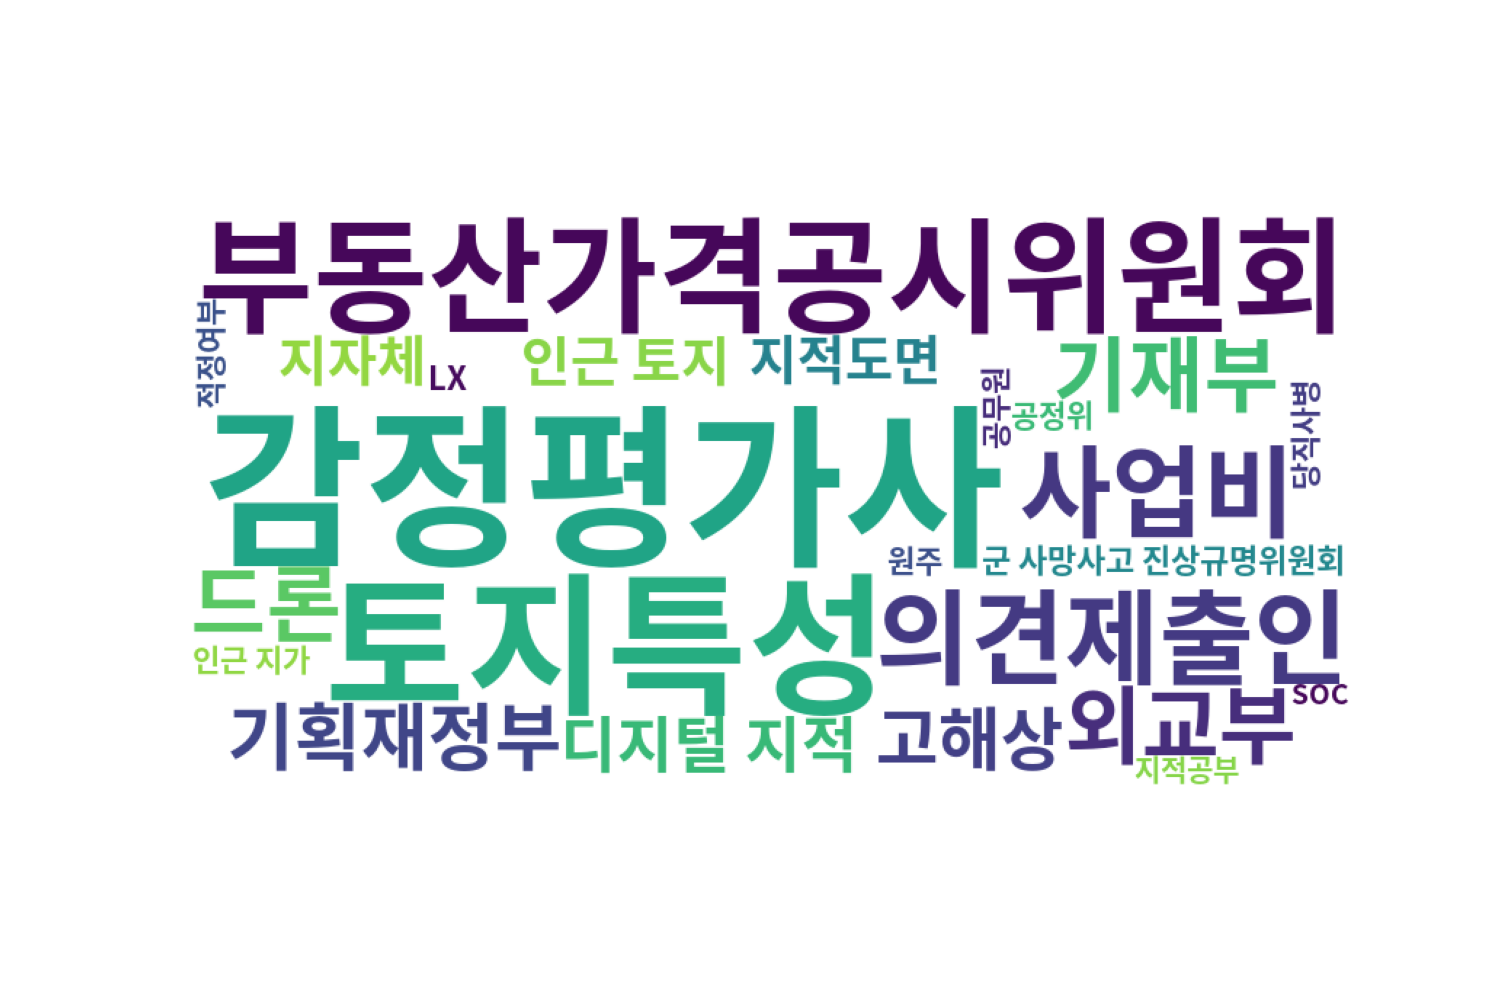 부동산가격공시위원회
적정여부
지자체
LX
인근 토지
지적도면
기재부
공무원
공정위
당직사병
감정평가사
사업비
원주
군 사망사고 진상규명위원회
드론
토지특성
의견제출인
인근 지가
기획재정부
디지털 지적
고해상
외교부
SOC
지적공부